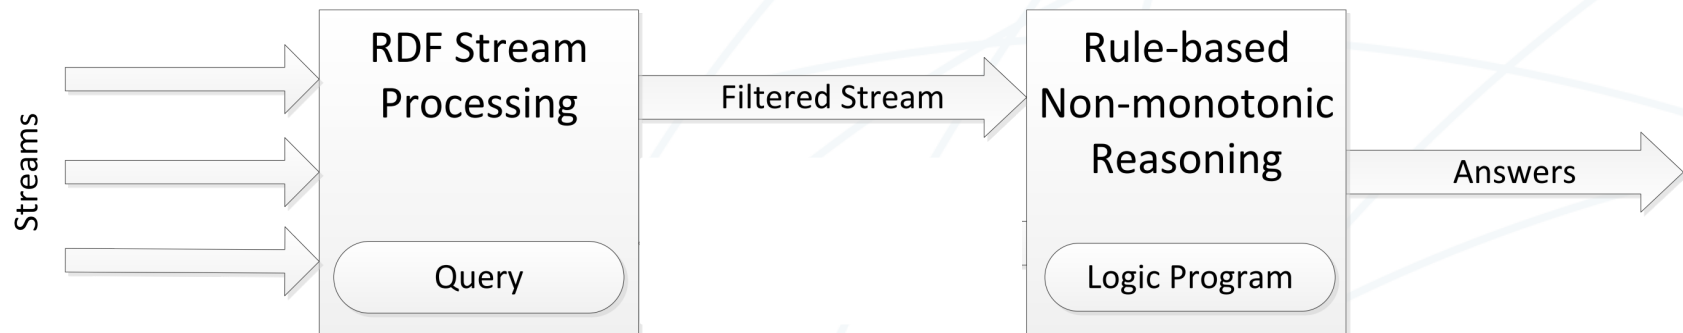 Streams
RDF Stream
Processing
Query
Filtered Stream
Rule-based
Non-monotonic
Reasoning
Logic Program
Answers